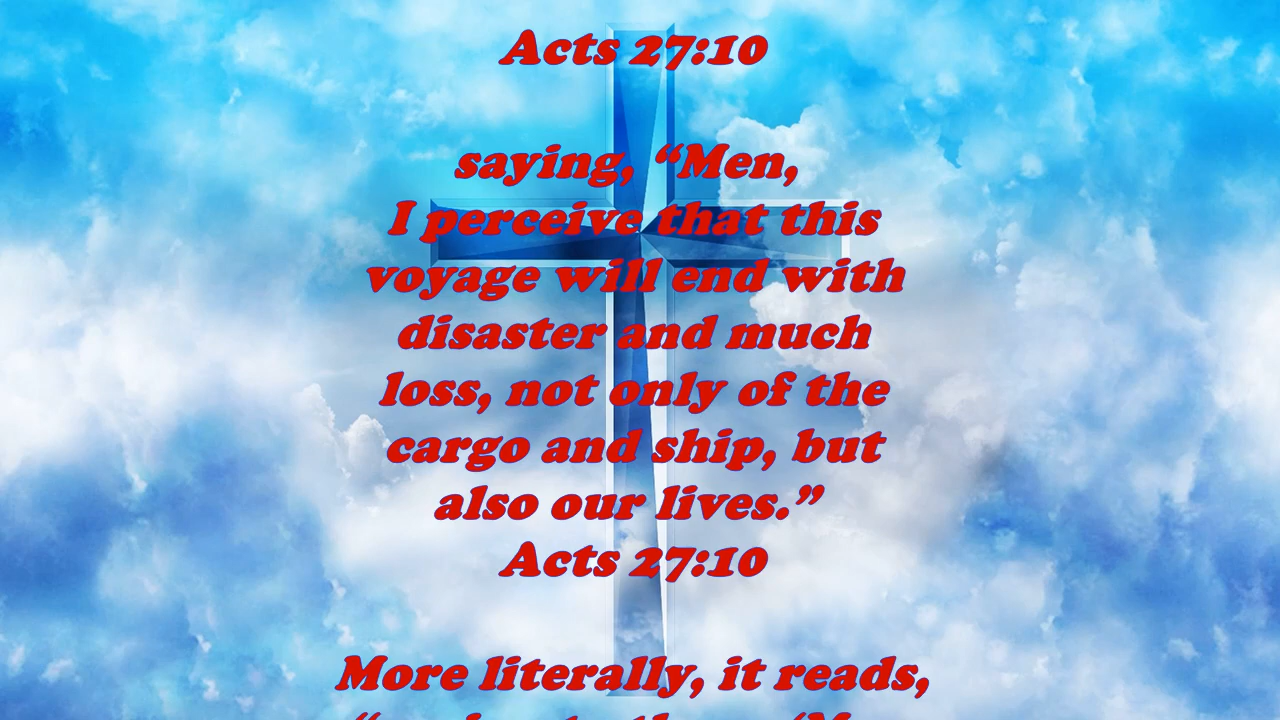 Acts 27:10
saying, “Men,
I perceive that this
voyage will end with
disaster and much
loss, not only of the
cargo and ship, but
also our lives.”
Acts 27:10
More literally, it reads,